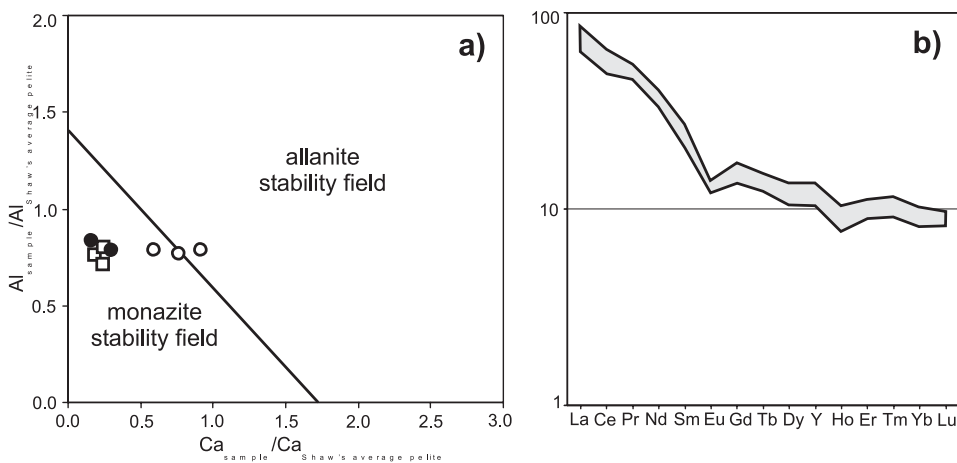 a)
2.0
1.5
1.0
0.5
0.0
Al sample /Al Shaw's average pelite
allanite
stability field
monazite
stability field
0.0 0.5 1.0 1.5 2.0 2.5 3.0
Ca sample /Ca Shaw's average pelite
b)
100
10
1
La Ce Pr Nd Sm Eu Gd Tb Dy Y Ho Er Tm Yb Lu